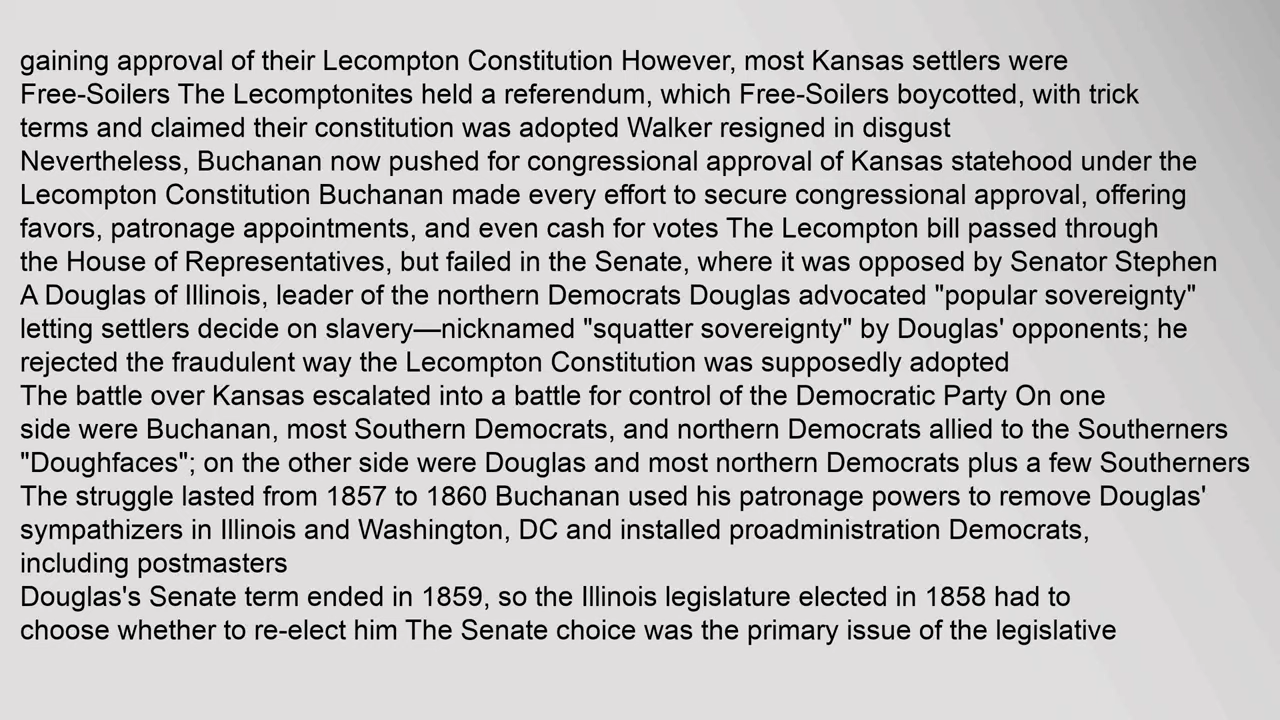 gaining approval of their Lecompton Constitution However, most Kansas settlers were
Free-Soilers The Lecomptonites held a referendum, which Free-Soilers boycotted, with trick
terms and claimed their constitution was adopted Walker resigned in disgust
Nevertheless, Buchanan now pushed for congressional approval of Kansas statehood under the
Lecompton Constitution Buchanan made every effort to secure congressional approval, offering
favors, patronage appointments, and even cash for votes The Lecompton bill passed through
the House of Representatives, but failed in the Senate, where it was opposed by Senator Stephen
A Douglas of Illinois, leader of the northern Democrats Douglas advocated "popular sovereignty"
letting settlers decide on slavery—nicknamed "squatter sovereignty" by Douglas' opponents; he
rejected the fraudulent way the Lecompton Constitution was supposedly adopted
The battle over Kansas escalated into a battle for control of the Democratic Party On one
side were Buchanan, most Southern Democrats, and northern Democrats allied to the Southerners
"Doughfaces"; on the other side were Douglas and most northern Democrats plus a few Southerners
The struggle lasted from 1857 to 1860 Buchanan used his patronage powers to remove Douglas'
sympathizers in Illinois and Washington, DC and installed proadministration Democrats,
including postmasters
Douglas's Senate term ended in 1859, so the Illinois legislature elected in 1858 had to
choose whether to re-elect him The Senate choice was the primary issue of the legislative